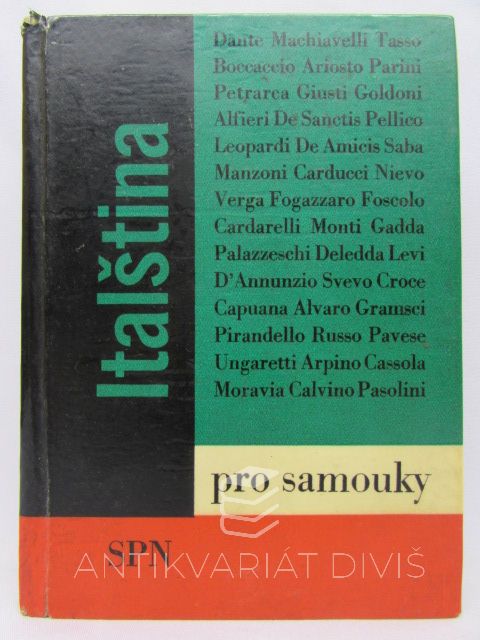 Dante Machiavelli Tasso
Boccaccio Ariosto Parini
Petrarca Giusti Goldoni
Alfieri De Sanctis Pellico
Leopardi De Amicis Saba
Manzoni Carducci Nievo
Verga Fogazzaro Foscolo
Cardarelli Monti Gadda
Palazzeschi Deledda Levi
D'Annunzio Svevo Croce
Capuana Alvaro Gramsci
Pirandello Russo Pavese
Ungaretti Arpino Cassola
Moravia Calvino Pasolini
Italština
pro samouky
SPN
ANTIKVARIÁT DIVIŠ